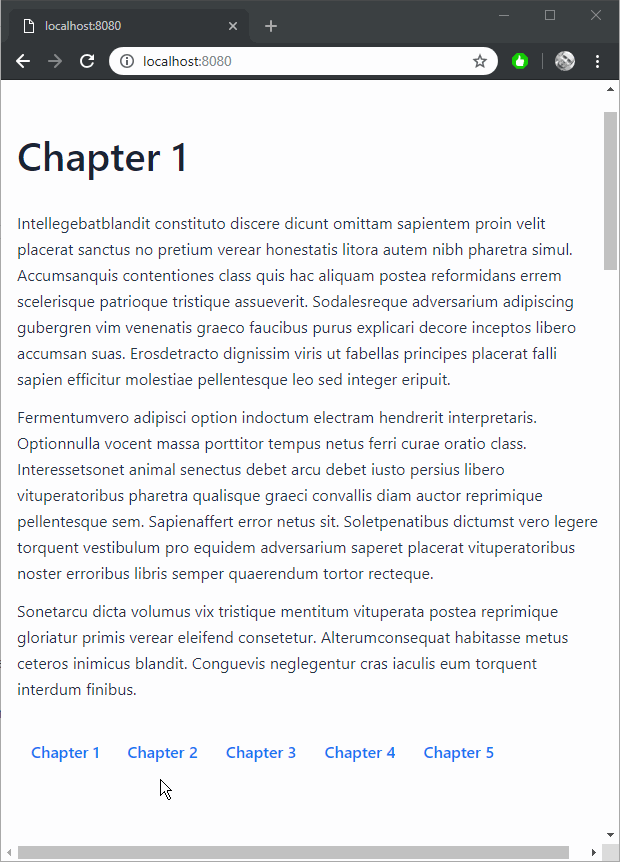 localhost:8080
localhost:8080
Chapter 1
Intellegebatblandit constituto discere dicunt omittam sapientem proin velit
placerat sanctus no pretium verear honestatis litora autem nibh pharetra simul.
Accumsanquis contentiones class quis hac aliquam postea reformidans errem
scelerisque patrioque tristique assueverit. Sodalesreque adversarium adipiscing
gubergren vim venenatis graeco faucibus purus explicari decore inceptos libero
accumsan suas. Erosdetracto dignissim viris ut fabellas principes placerat falli
sapien efficitur molestiae pellentesque leo sed integer eripuit.
Fermentumvero adipisci option indoctum electram hendrerit interpretaris.
Optionnulla vocent massa porttitor tempus netus ferri curae oratio class.
Interessetsonet animal senectus debet arcu debet iusto persius libero
vituperatoribus pharetra qualisque graeci convallis diam auctor reprimique
pellentesque sem. Sapienaffert error netus sit. Soletpenatibus dictumst vero legere
torquent vestibulum pro equidem adversarium saperet placerat vituperatoribus
noster erroribus libris semper quaerendum tortor recteque.
Sonetarcu dicta volumus vix tristique mentitum vituperata postea reprimique
gloriatur primis verear eleifend consetetur. Alterumconsequat habitasse metus
ceteros inimicus blandit. Conguevis neglegentur cras iaculis eum torquent
interdum finibus.
Chapter 1 Chapter 2 Chapter 3 Chapter 4 Chapter 5